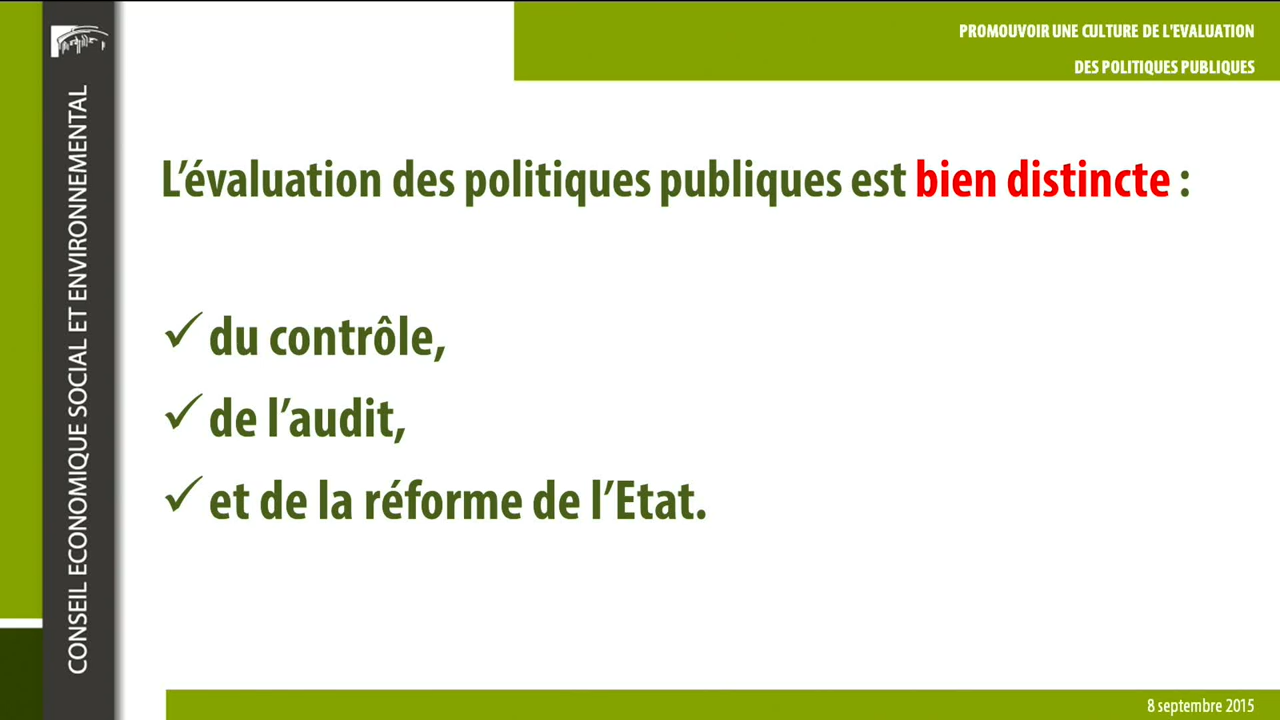 PROMOUVOIR UNE CULTURE DE L'EVALUATION
DES POLITIQUES PUBLIQUES
CONSEIL ECONOMIQUE SOCIAL ET ENVIRONNEMENTAL
L’évaluation des politiques publiques est bien distincte :
✓ du contrôle,
✓ de l’audit,
✓ et de la réforme de l’Etat.
8 septembre 2015